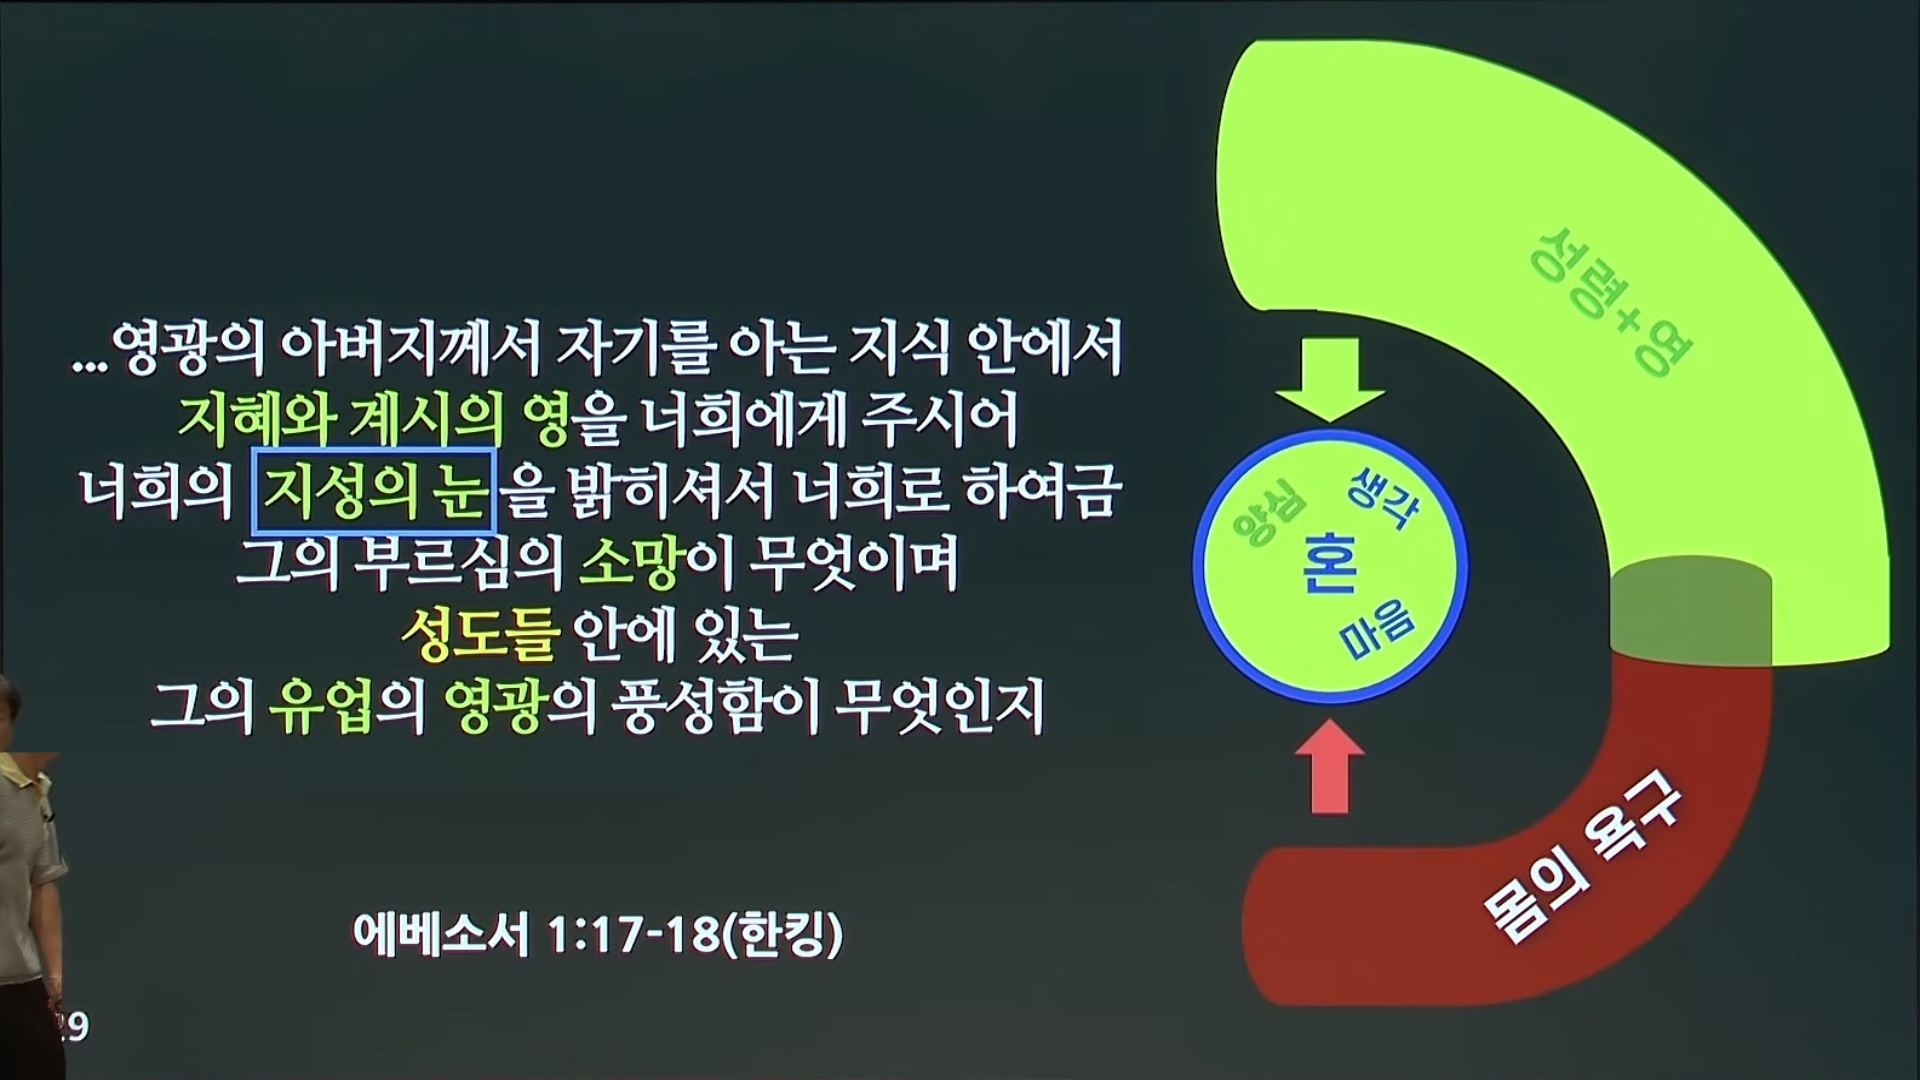 ...영광의 아버지께서 자기를 아는 지식 안에서
지혜와 계시의 영을 너희에게 주시어
너희의 지성의 눈을 밝히셔서 너희로 하여금
그의 부르심의 소망이 무엇이며
성도들 안에 있는
그의 유업의 영광의 풍성함이 무엇인지
에베소서 1:17-18(한킹)
성령+영
양심
생각
혼
마음
몸의 욕구